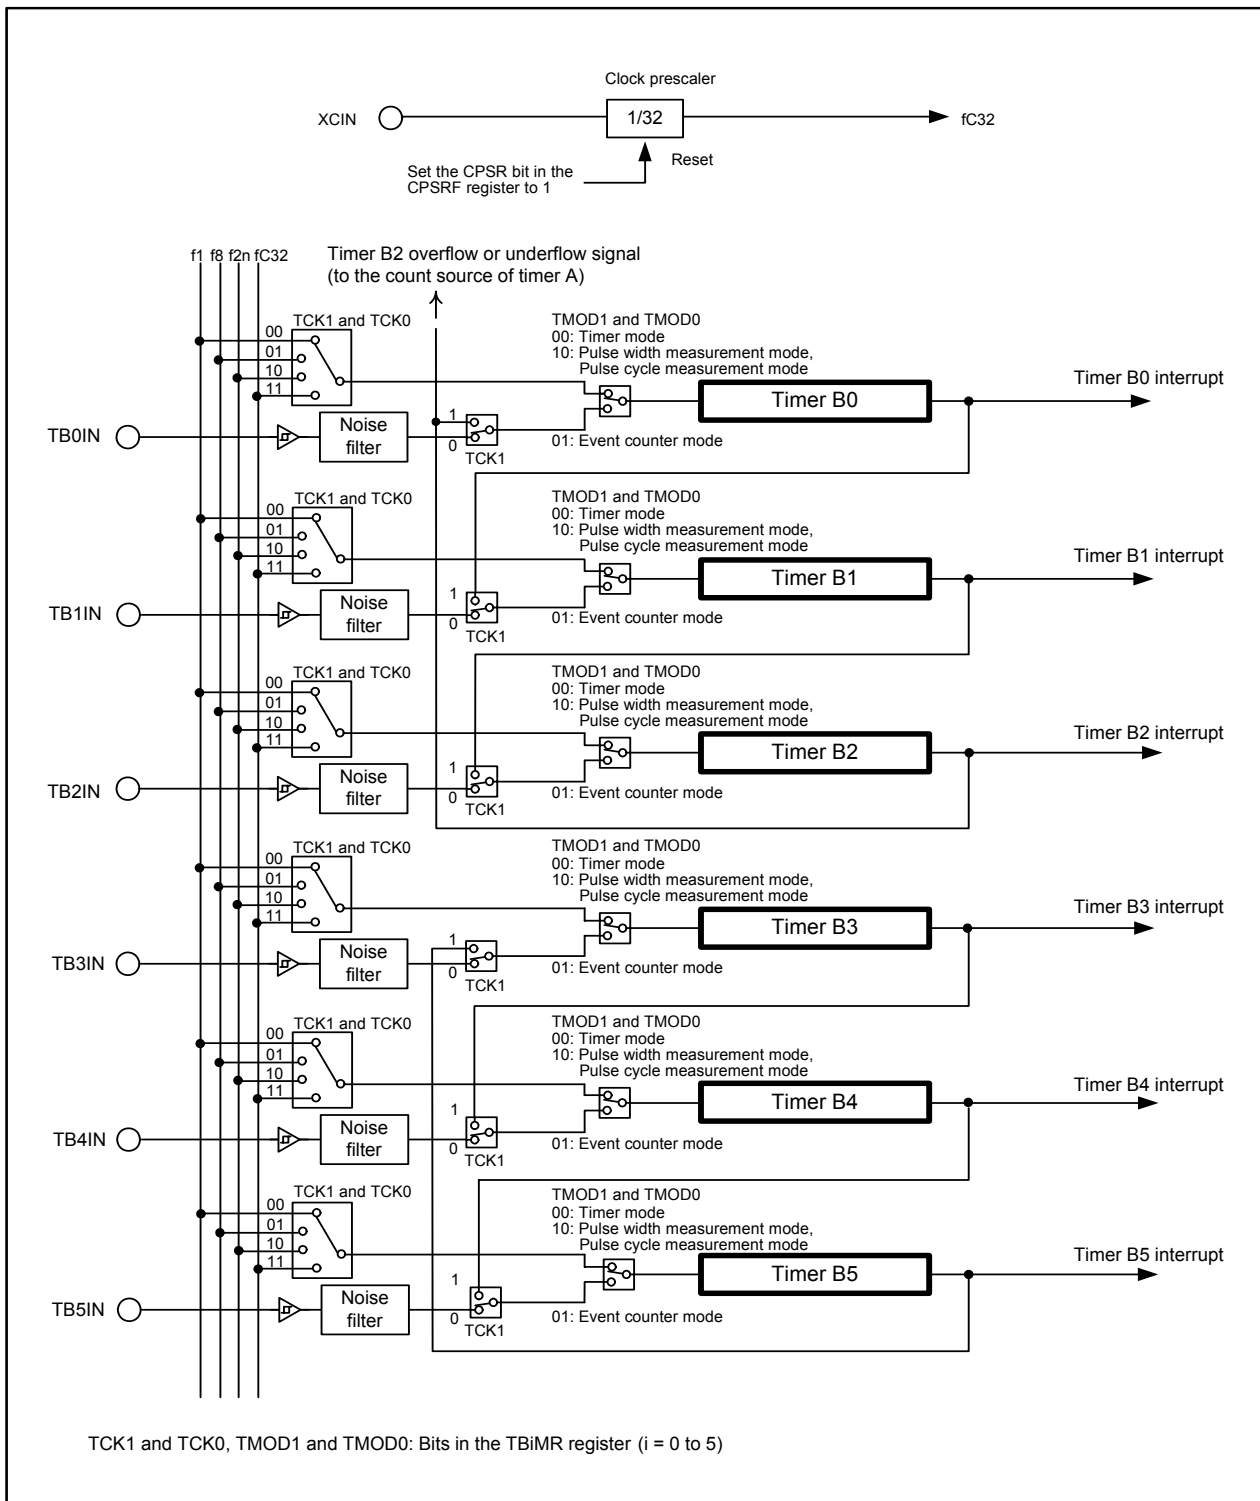 Clock prescaler
XCIN
1/32
fC32
Reset
Set the CPSR bit in the
CPSRF register to 1
f1 f8 f2n fC32
Timer B2 overflow or underflow signal
(to the count source of timer A)
TCK1 and TCK0
00
01
10
11
TMOD1 and TMOD0
00: Timer mode
10: Pulse width measurement mode,
Pulse cycle measurement mode
Timer B0
Timer B0 interrupt
TB0IN
Noise
filter
1
0
TCK1
01: Event counter mode
TCK1 and TCK0
00
01
10
11
TMOD1 and TMOD0
00: Timer mode
10: Pulse width measurement mode,
Pulse cycle measurement mode
Timer B1
Timer B1 interrupt
TB1IN
Noise
filter
1
0
TCK1
01: Event counter mode
TCK1 and TCK0
00
01
10
11
TMOD1 and TMOD0
00: Timer mode
10: Pulse width measurement mode,
Pulse cycle measurement mode
Timer B2
Timer B2 interrupt
TB2IN
Noise
filter
1
0
TCK1
01: Event counter mode
TCK1 and TCK0
00
01
10
11
TMOD1 and TMOD0
00: Timer mode
10: Pulse width measurement mode,
Pulse cycle measurement mode
Timer B3
Timer B3 interrupt
TB3IN
Noise
filter
1
0
TCK1
01: Event counter mode
TCK1 and TCK0
00
01
10
11
TMOD1 and TMOD0
00: Timer mode
10: Pulse width measurement mode,
Pulse cycle measurement mode
Timer B4
Timer B4 interrupt
TB4IN
Noise
filter
1
0
TCK1
01: Event counter mode
TCK1 and TCK0
00
01
10
11
TMOD1 and TMOD0
00: Timer mode
10: Pulse width measurement mode,
Pulse cycle measurement mode
Timer B5
Timer B5 interrupt
TB5IN
Noise
filter
1
0
TCK1
01: Event counter mode
TCK1 and TCK0, TMOD1 and TMOD0: Bits in the TBiMR register (i = 0 to 5)